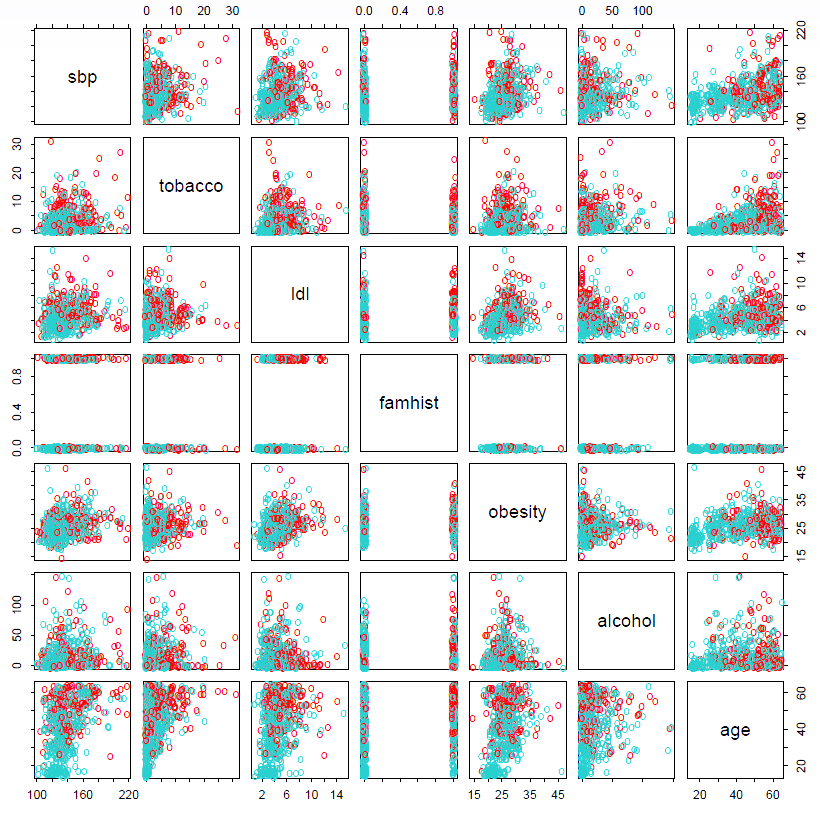 0 10 20 30 0.0 0.4 0.8 0 50 100
sbp 100 160 220
0 10 20 30 tobacco
ldl 2 6 10 14
0.0 0.4 0.8 famhist
obesity 15 25 35 45
0 50 100 alcohol
age 20 40 60
100 160 220 2 6 10 14 15 25 35 45 20 40 60